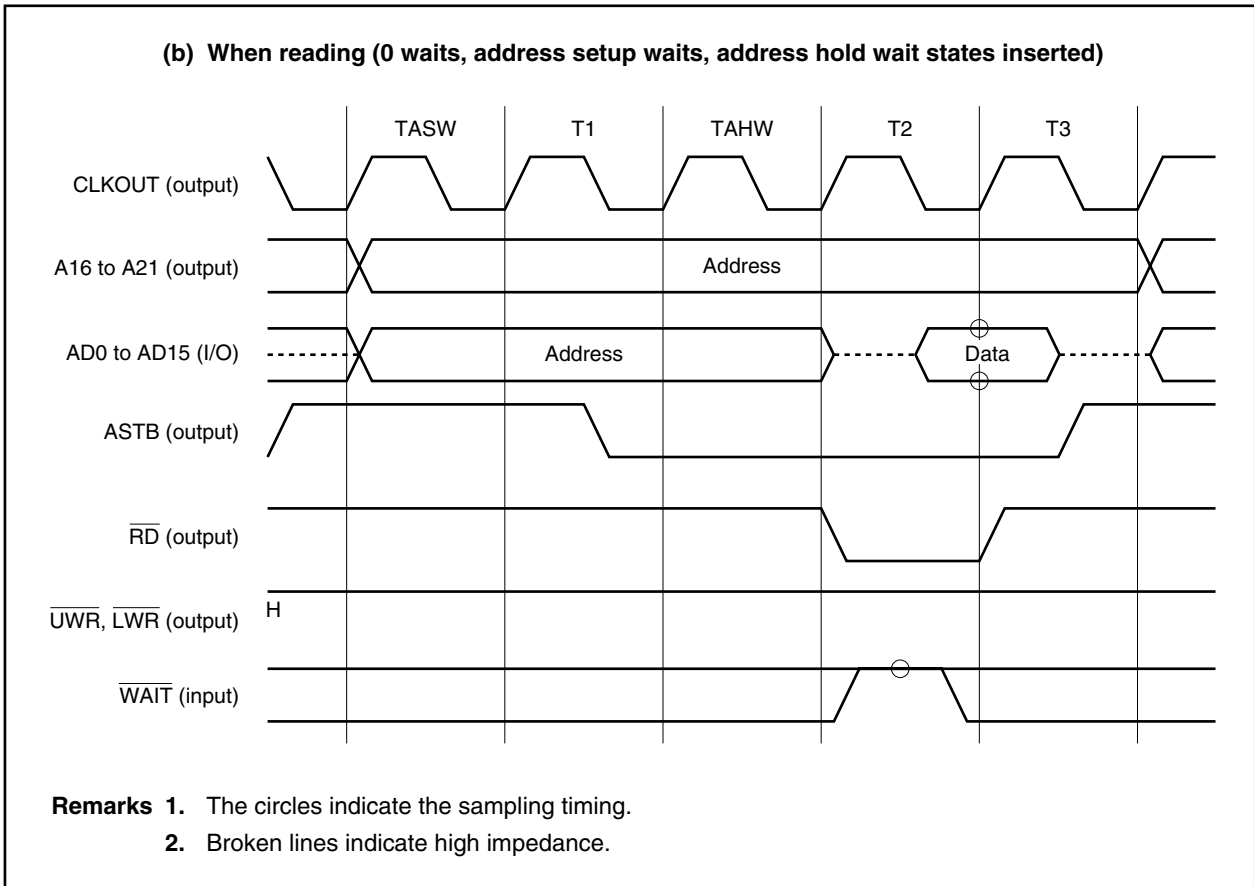 (b) When reading (0 waits, address setup waits, address hold wait states inserted)
TASW T1 TAHW T2 T3
CLKOUT (output)
A16 to A21 (output) Address
AD0 to AD15 (I/O) Address Data
ASTB (output)
RD (output)
UWR, LWR (output) H
WAIT (input)
Remarks 1. The circles indicate the sampling timing.
2. Broken lines indicate high impedance.